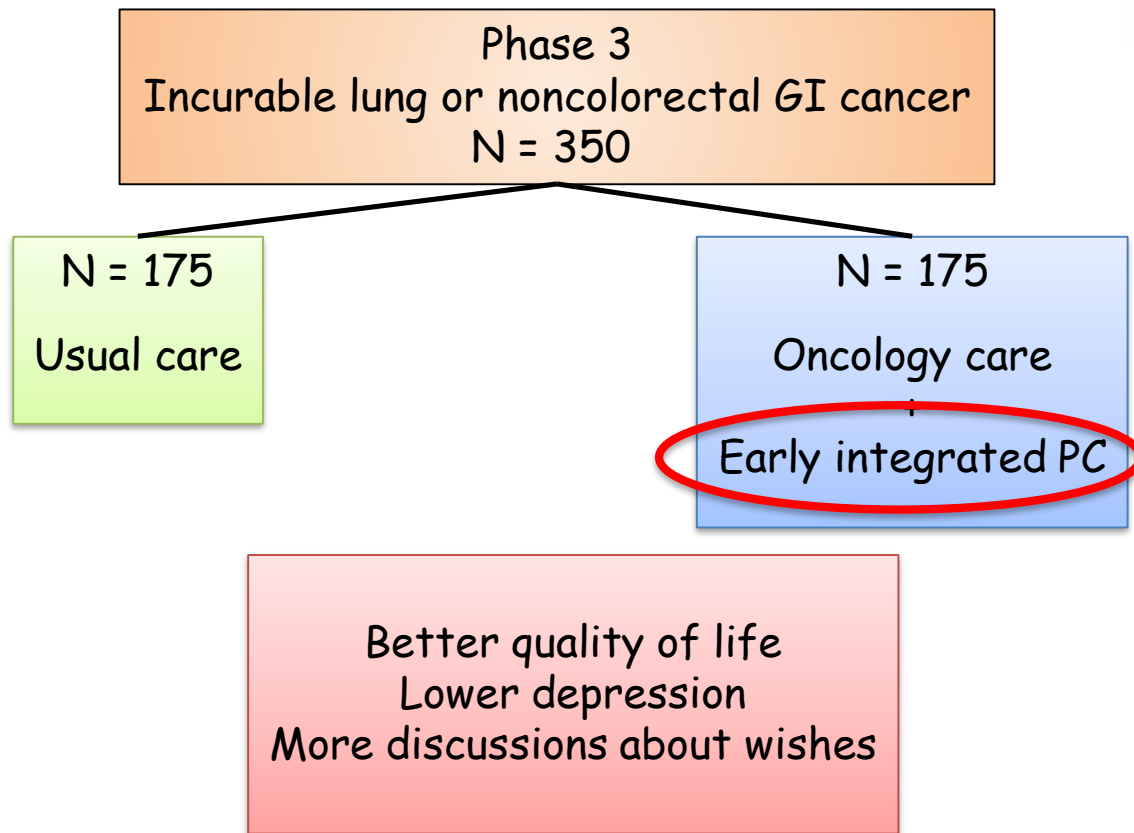 Phase 3
Incurable lung or noncolorectal GI cancer
N = 350
N = 175
Usual care
N = 175
Oncology care
+
Early integrated PC
Better quality of life
Lower depression
More discussions about wishes